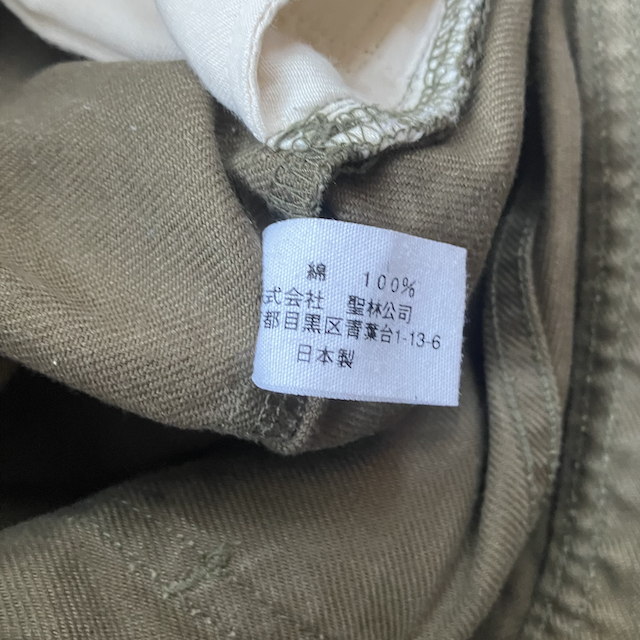 綿 100%
式会社 聖林公司
都目黒区青葉台1-13-6
日本製